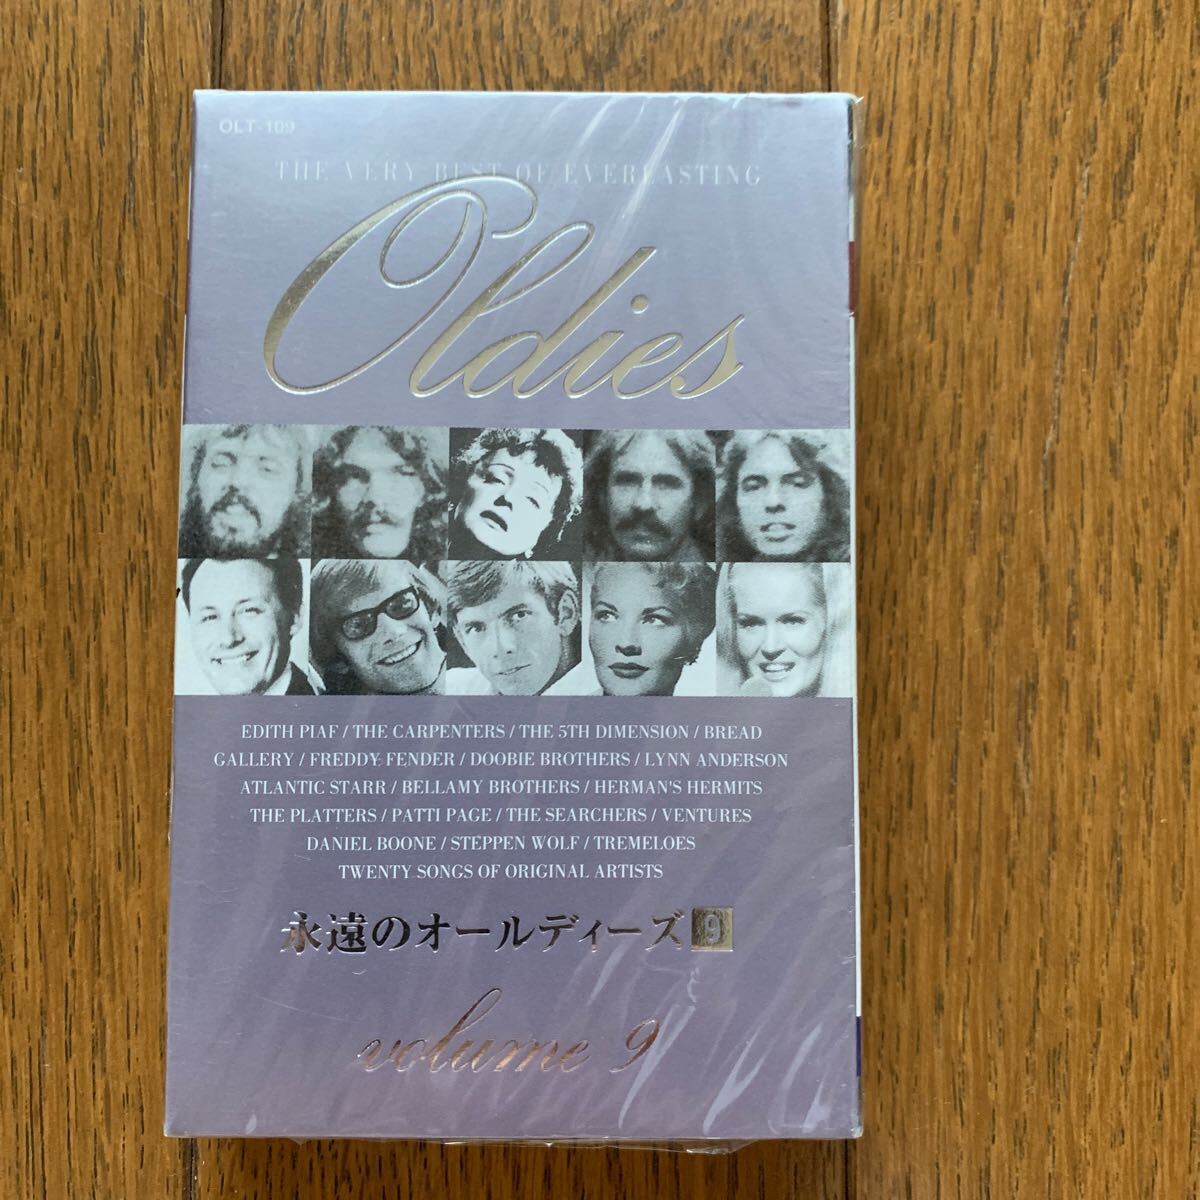 OLT-109
THE VERY BEST OF EVERLASTING
Oldies
EDITH PIAF / THE CARPENTERS / THE 5TH DIMENSION / BREAD
GALLERY / FREDDY FENDER / DOOBIE BROTHERS / LYNN ANDERSON
ATLANTIC STARR / BELLAMY BROTHERS / HERMAN'S HERMITS
THE PLATTERS / PATTI PAGE / THE SEARCHERS / VENTURES
DANIEL BOONE / STEPPEN WOLF / TREMELOES
TWENTY SONGS OF ORIGINAL ARTISTS
永遠のオールディーズ 9
volume 9